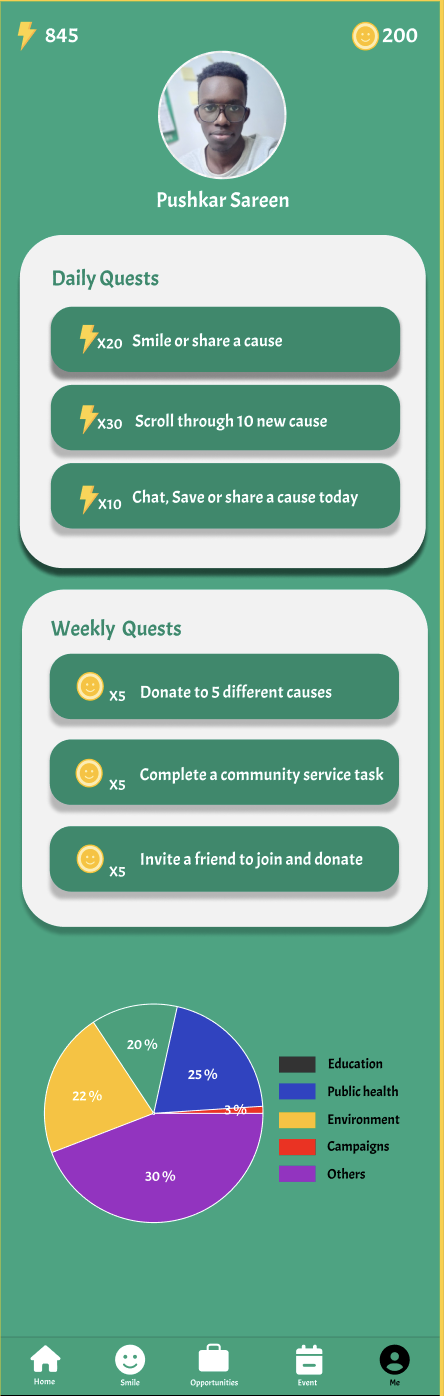 845
200
Pushkar Sareen
Daily Quests
X20 Smile or share a cause
X30 Scroll through 10 new cause
X10 Chat, Save or share a cause today
Weekly Quests
X5 Donate to 5 different causes
X5 Complete a community service task
X5 Invite a friend to join and donate
20 %
25 %
22 %
3 %
30 %
Education
Public health
Environment
Campaigns
Others
Home Smile Opportunities Event Me